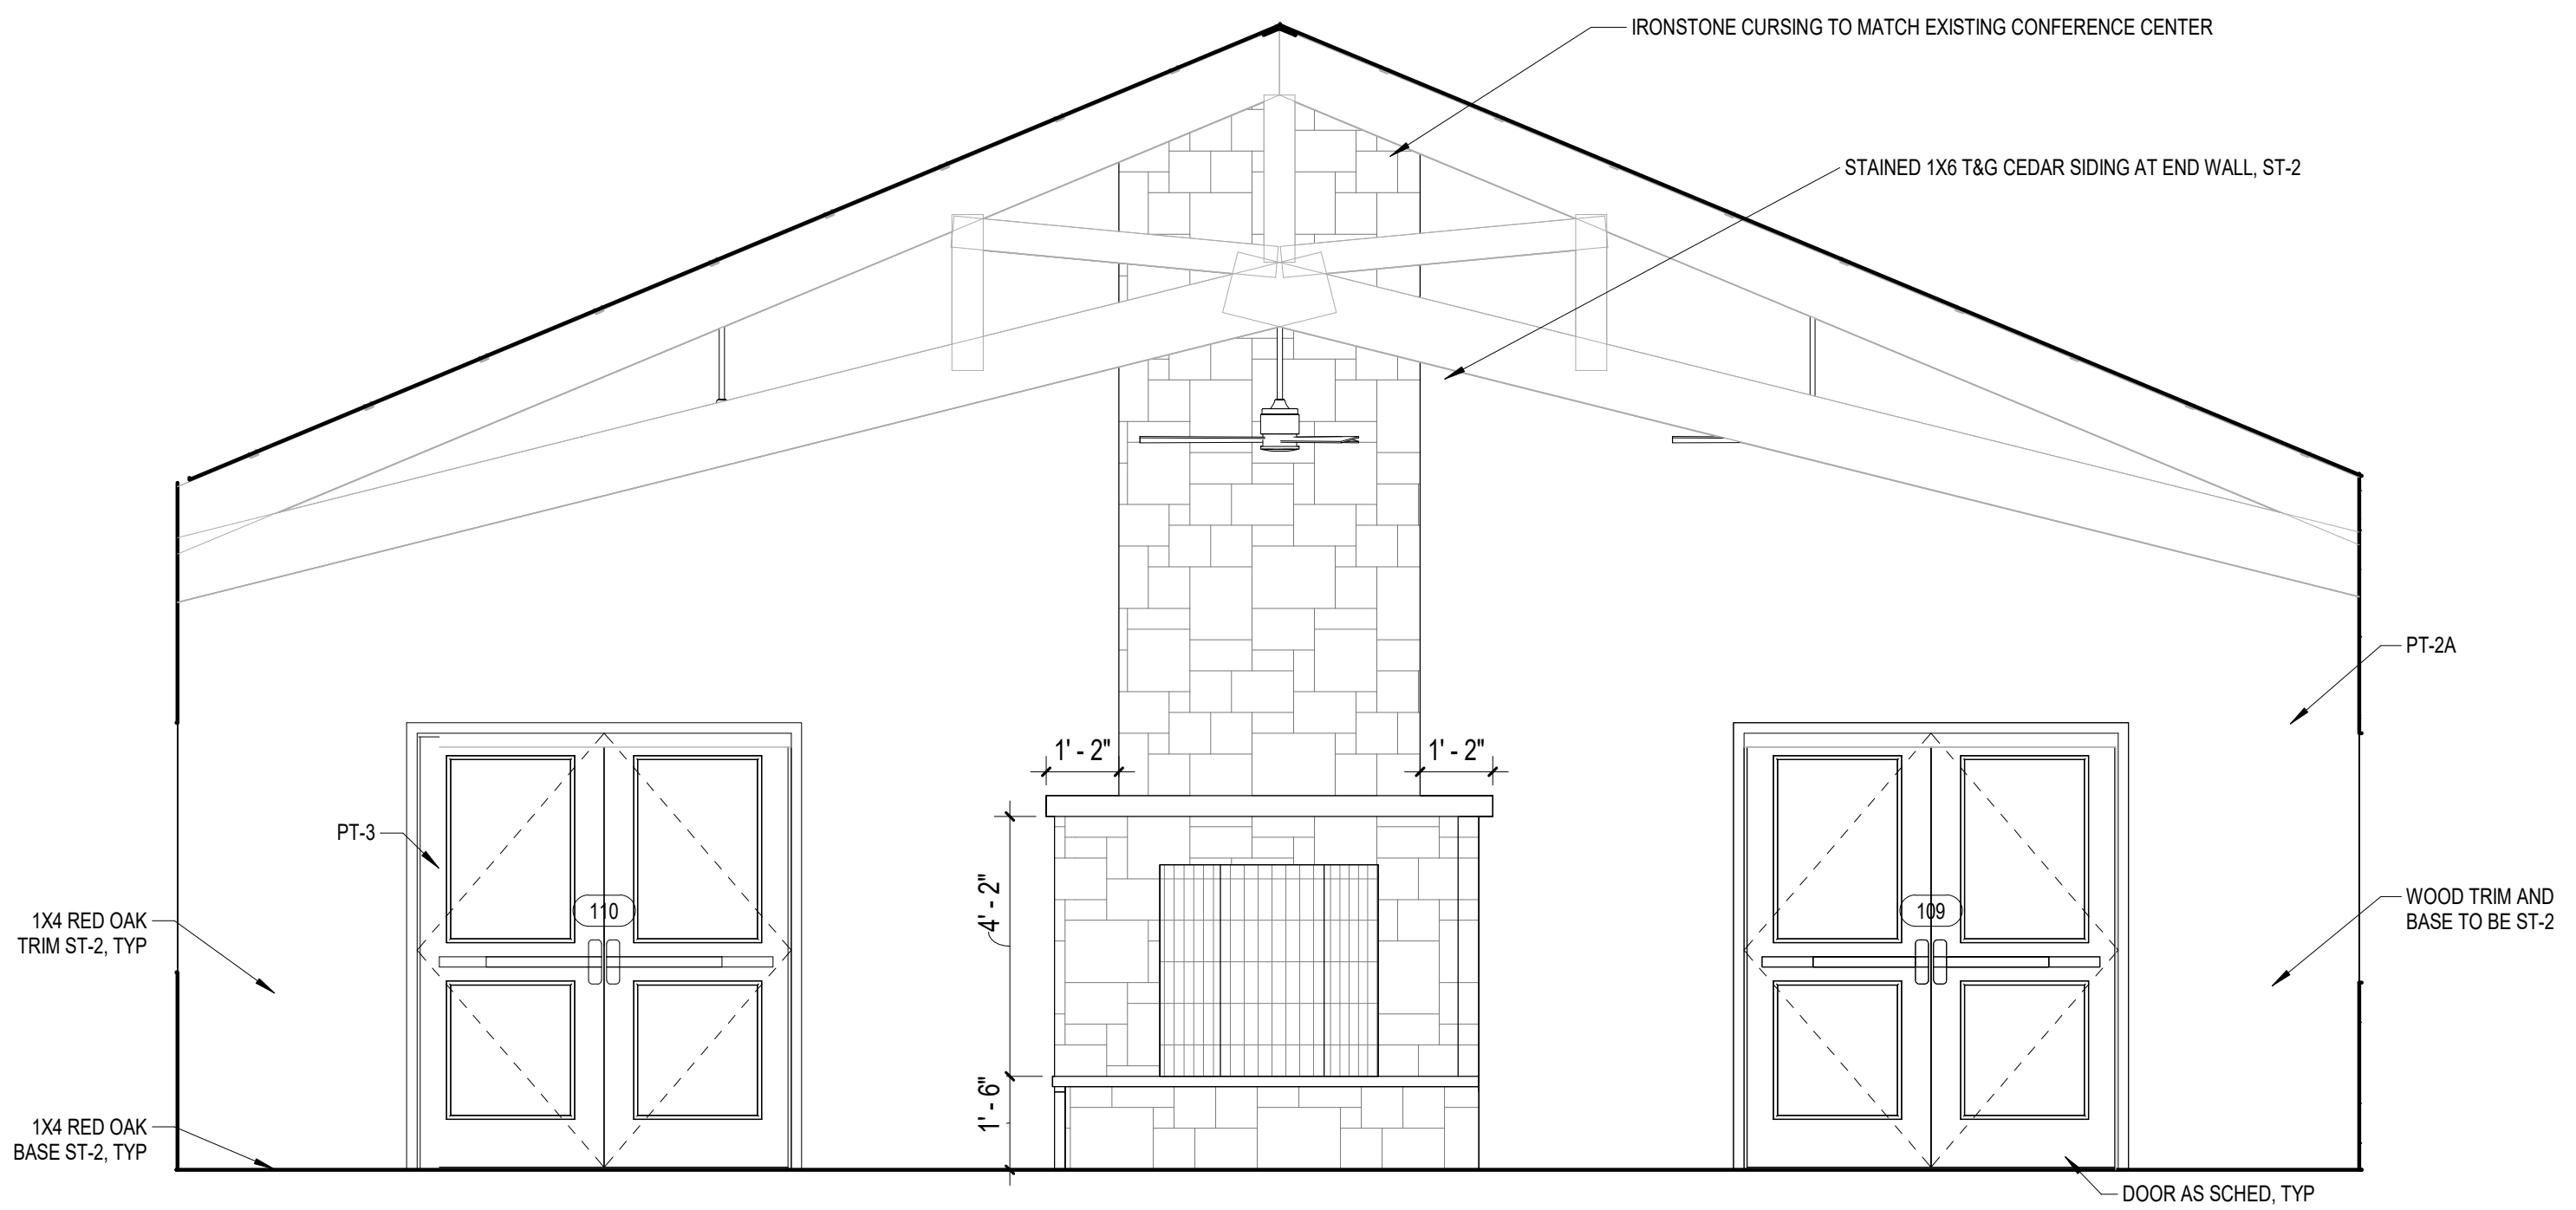 IRONSTONE CURSING TO MATCH EXISTING CONFERENCE CENTER
STAINED 1X6 T&G CEDAR SIDING AT END WALL, ST-2
PT-2A
1' - 2"
1' - 2"
PT-3
4' - 2"
110
109
1X4 RED OAK
TRIM ST-2, TYP
WOOD TRIM AND
BASE TO BE ST-2
1' - 6"
1X4 RED OAK
BASE ST-2, TYP
DOOR AS SCHED, TYP